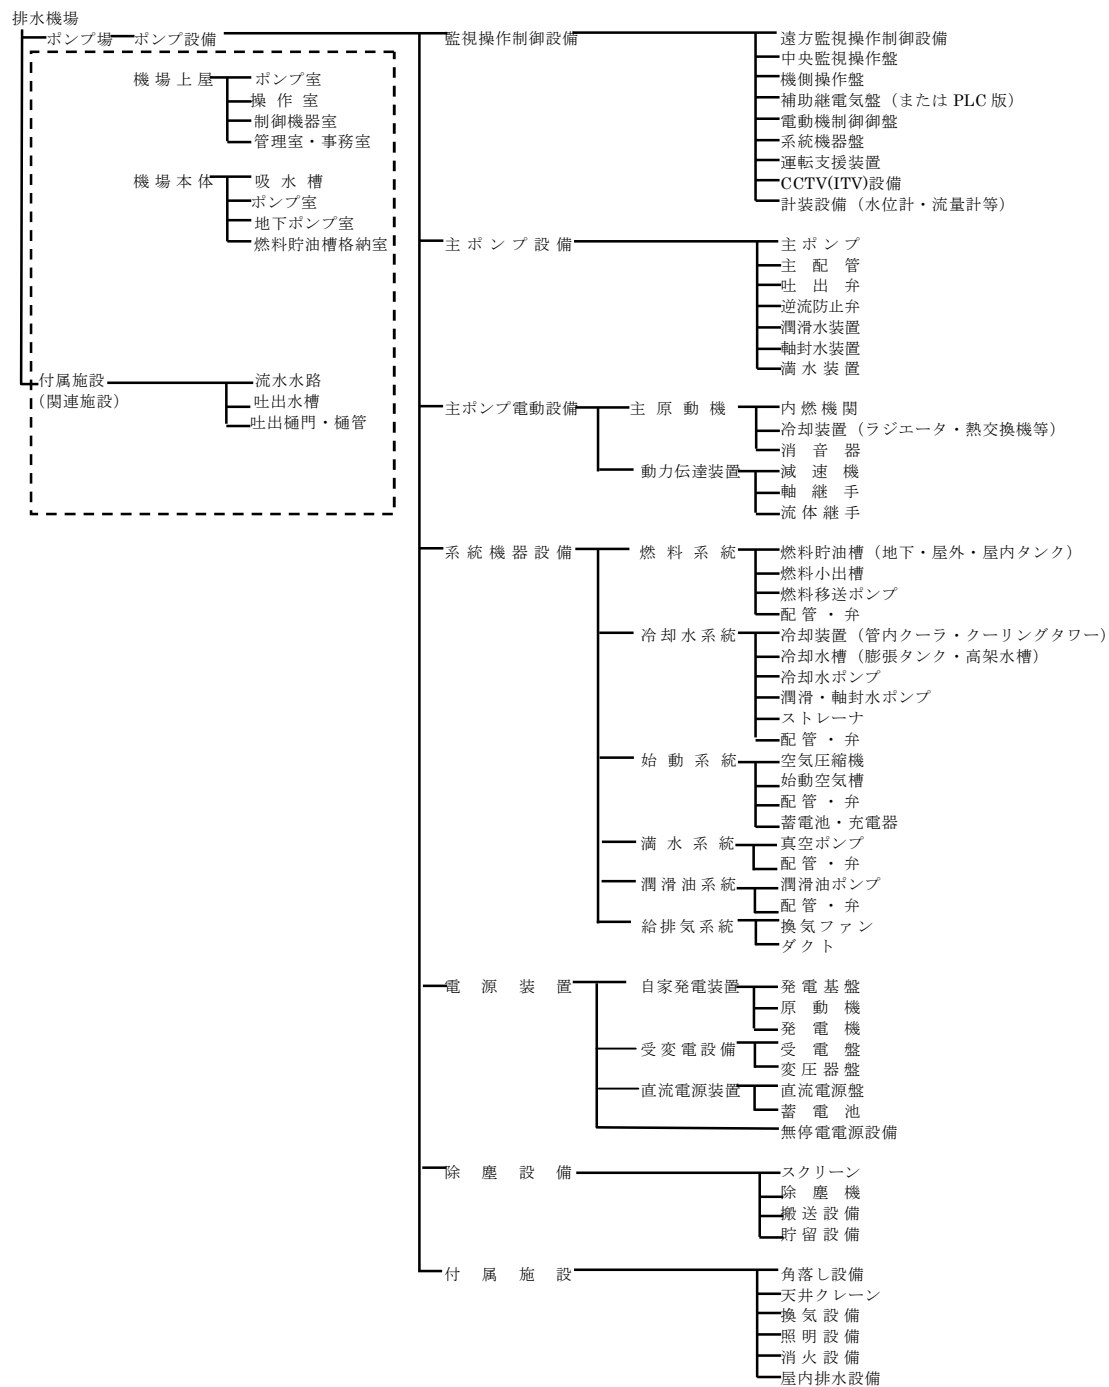 排水機場
ポンプ場 ポンプ設備
機場上屋 ポンプ室
操作室
制御機器室
管理室・事務室
機場本体 吸水槽
ポンプ室
地下ポンプ室
燃料貯油槽格納室
付属施設 流水水路
(関連施設) 吐出水槽
吐出樋門・樋管
監視操作制御設備 遠方監視操作制御設備
中央監視操作盤
機側操作盤
補助継電気盤（または PLC 版）
電動機制御御盤
系統機器盤
運転支援装置
CCTV(ITV)設備
計装設備（水位計・流量計等）
主ポンプ設備 主ポンプ
主配管
吐出弁
逆流防止弁
潤滑水装置
軸封水装置
満水装置
主ポンプ電動設備 主原動機 内燃機関
冷却装置（ラジエータ・熱交換機等）
消音器
動力伝達装置 減速機
軸継手
流体継手
系統機器設備 燃料系統 燃料貯油槽（地下・屋外・屋内タンク）
燃料小出槽
燃料移送ポンプ
配管・弁
冷却水系統 冷却装置（管内クーラ・クーリングタワー）
冷却水槽（膨張タンク・高架水槽）
冷却水ポンプ
潤滑・軸封水ポンプ
ストレーナ
配管・弁
始動系統 空気圧縮機
始動空気槽
配管・弁
蓄電池・充電器
満水系統 真空ポンプ
配管・弁
潤滑油系統 潤滑油ポンプ
配管・弁
給排気系統 換気ファン
ダクト
電源装置 自家発電装置 発電基盤
原動機
発電機
受変電設備 受電盤
変圧器盤
直流電源装置 直流電源盤
蓄電池
無停電電源設備
除塵設備 スクリーン
除塵機
搬送設備
貯留設備
付属施設 角落し設備
天井クレーン
換気設備
照明設備
消火設備
屋内排水設備